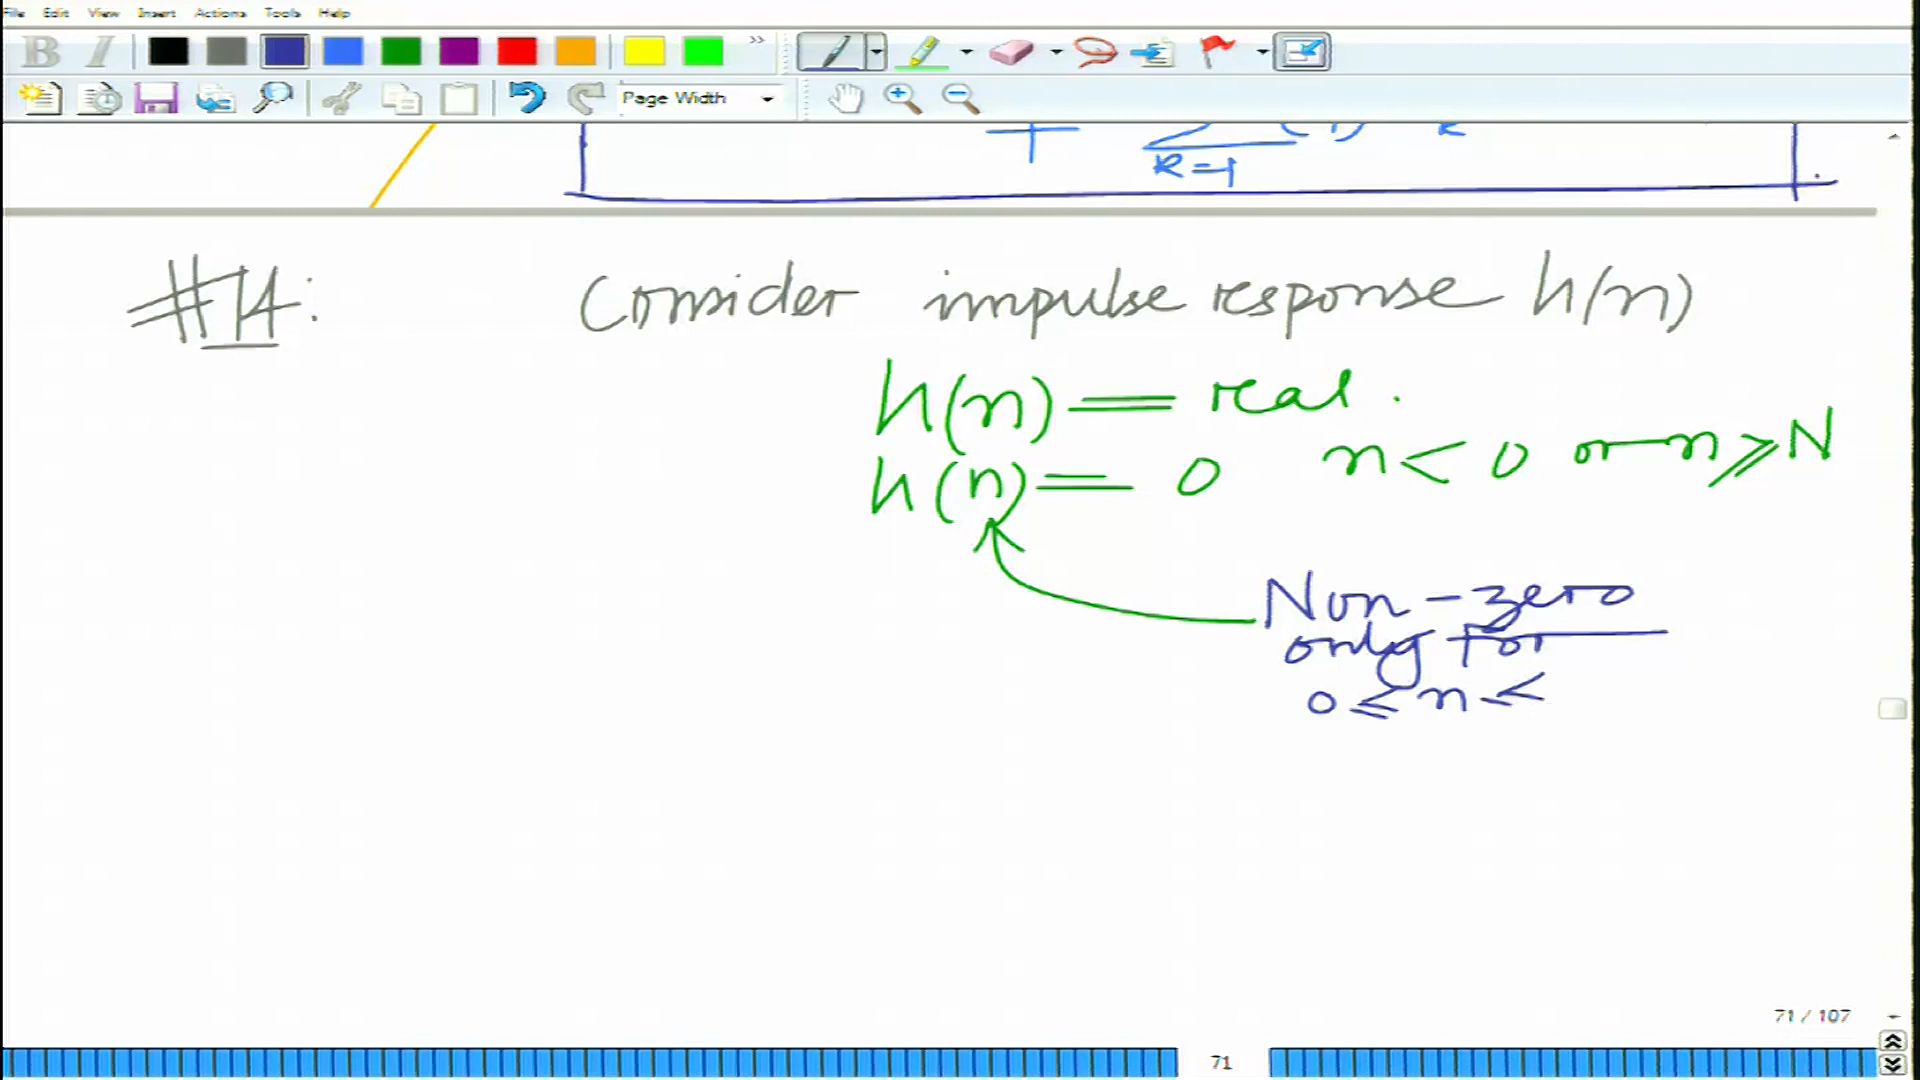 File Edit View Insert Actions Tools Help
B I
Page Width
+ Σ
k=1
#14: Consider impulse response h(n)
h(n) = real.
h(n) = 0 n < 0 or n ≥ N
Non-zero
only for
0 ≤ n ≤
71 / 107
71